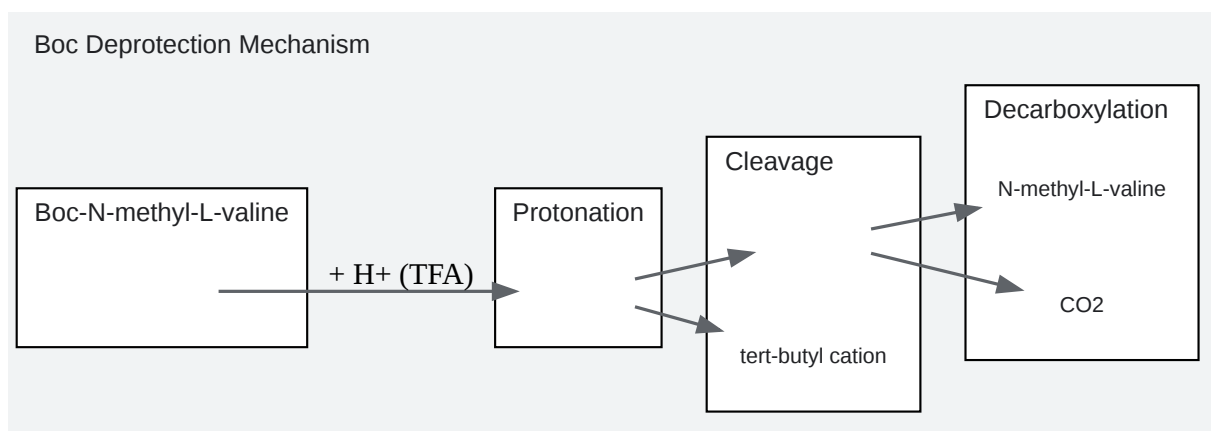 Boc Deprotection Mechanism
Boc-N-methyl-L-valine
+ H+ (TFA)
Protonation
Cleavage
tert-butyl cation
Decarboxylation
N-methyl-L-valine
CO2